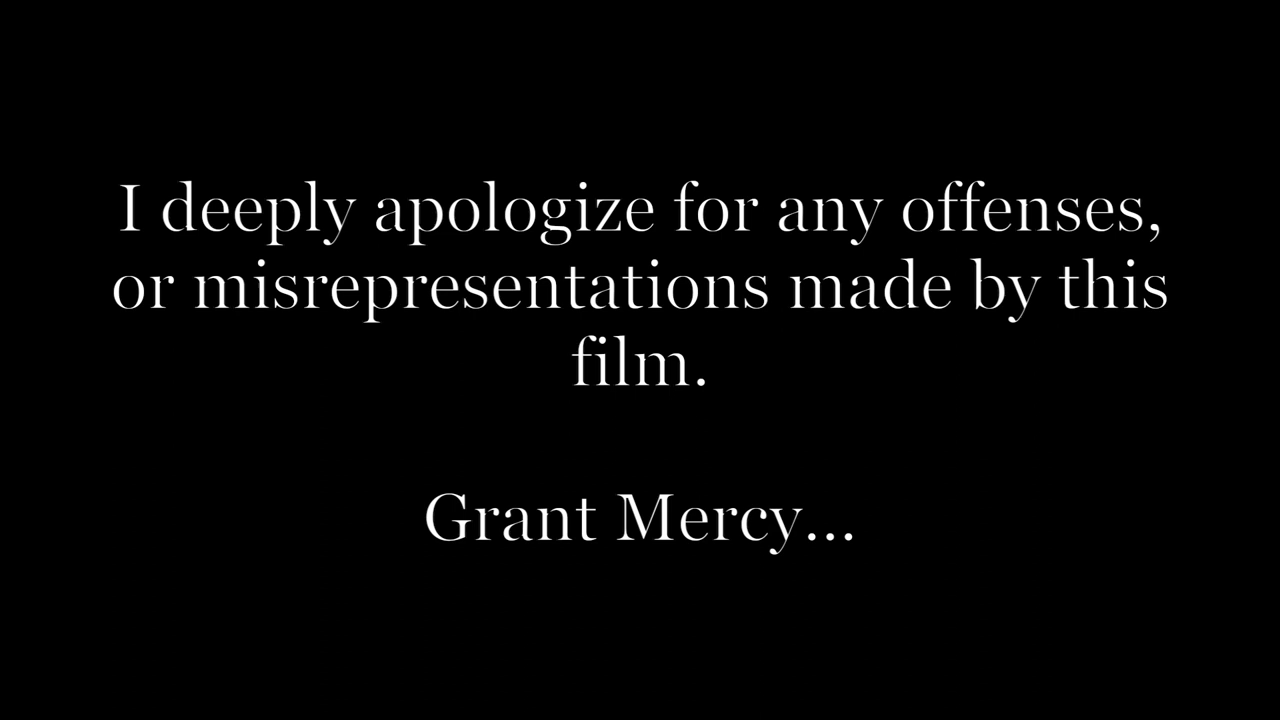 I deeply apologize for any offenses,
or misrepresentations made by this
film.
Grant Mercy...